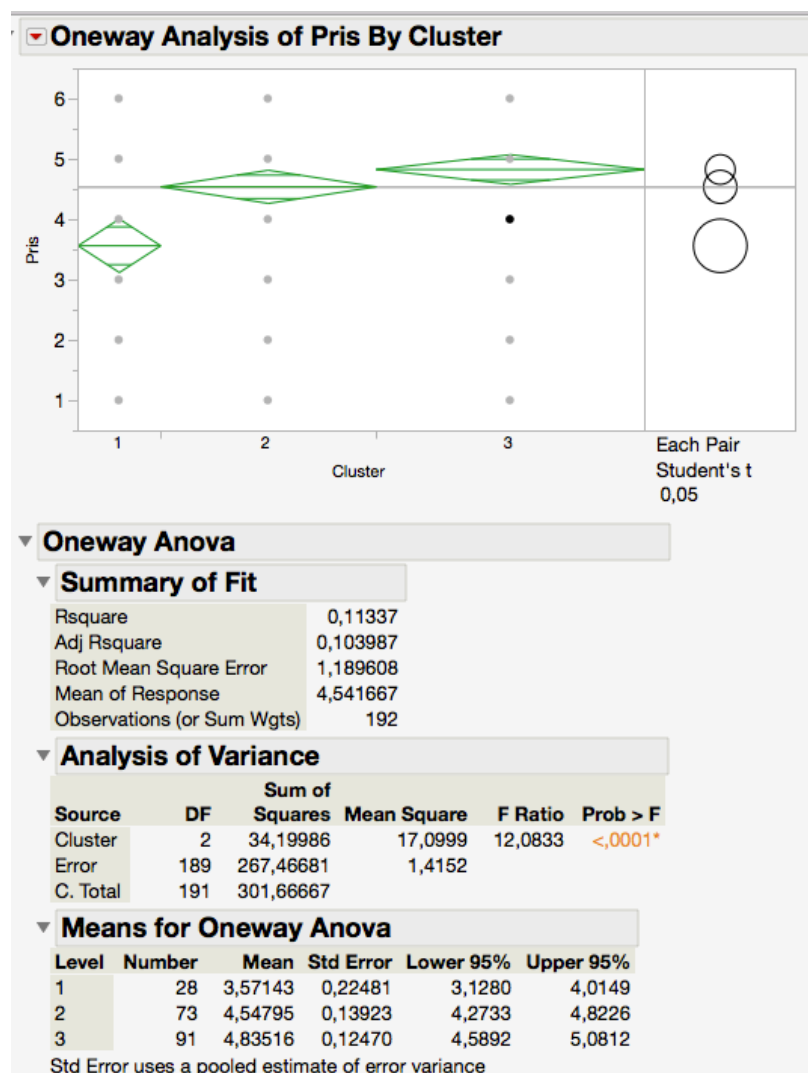 Oneway Analysis of Pris By Cluster
6
5
4
3
2
1
Pris
1 2 3
Cluster
Each Pair
Student's t
0,05
Oneway Anova
Summary of Fit
Rsquare 0,11337
Adj Rsquare 0,103987
Root Mean Square Error 1,189608
Mean of Response 4,541667
Observations (or Sum Wgts) 192
Analysis of Variance
Sum of
Source DF Squares Mean Square F Ratio Prob > F
Cluster 2 34,19986 17,0999 12,0833 <,0001*
Error 189 267,46681 1,4152
C. Total 191 301,66667
Means for Oneway Anova
Level Number Mean Std Error Lower 95% Upper 95%
1 28 3,57143 0,22481 3,1280 4,0149
2 73 4,54795 0,13923 4,2733 4,8226
3 91 4,83516 0,12470 4,5892 5,0812
Std Error uses a pooled estimate of error variance